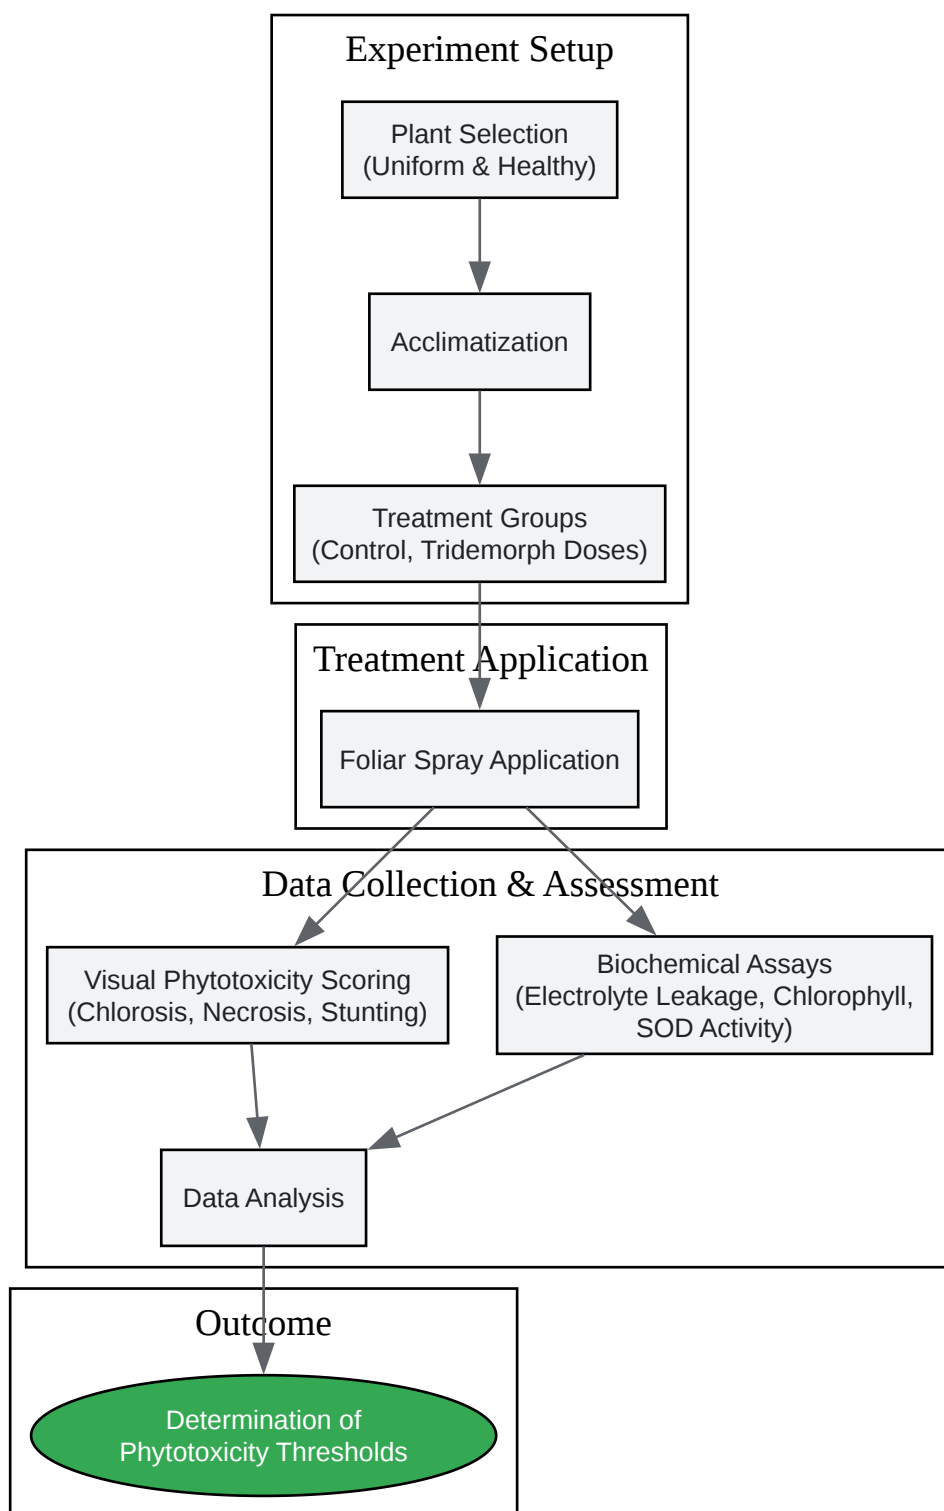 Experiment Setup
Plant Selection
(Uniform & Healthy)
Acclimatization
Treatment Groups
(Control, Tridemorph Doses)
Treatment Application
Foliar Spray Application
Data Collection & Assessment
Visual Phytotoxicity Scoring
(Chlorosis, Necrosis, Stunting)
Biochemical Assays
(Electrolyte Leakage, Chlorophyll,
SOD Activity)
Data Analysis
Outcome
Determination of
Phytotoxicity Thresholds